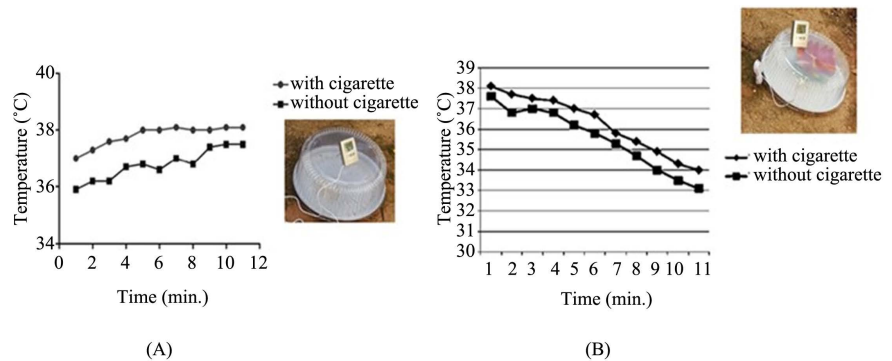 40
38
36
34
0 2 4 6 8 10 12
Temperature (˚C)
Time (min.)
with cigarette
without cigarette
(A)
39
38
37
36
35
34
33
32
31
30
1 2 3 4 5 6 7 8 9 10 11
Temperature (˚C)
Time (min.)
with cigarette
without cigarette
(B)